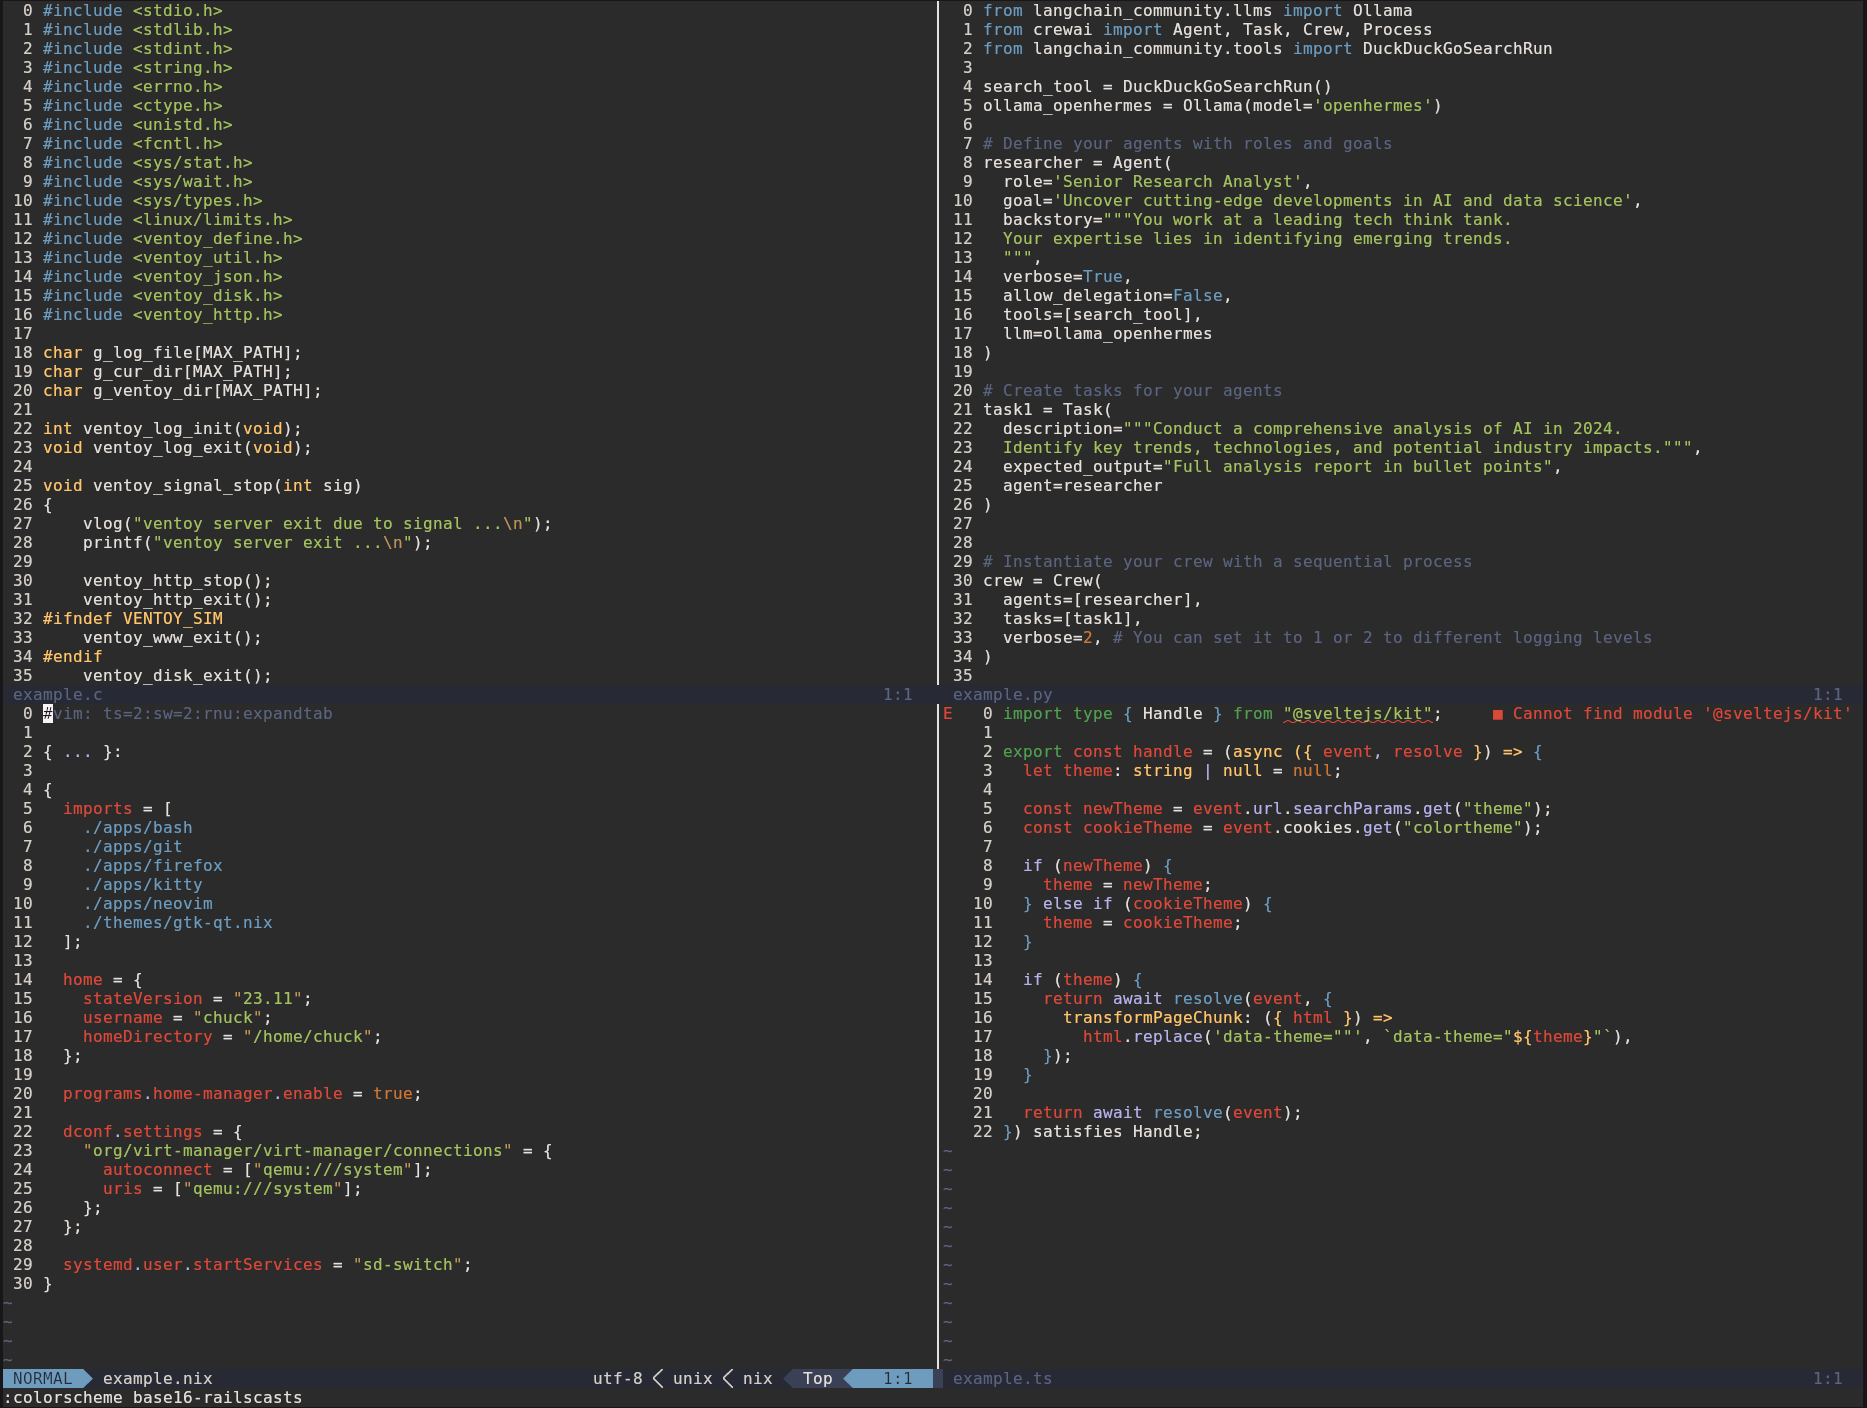 0 #include <stdio.h>
1 #include <stdlib.h>
2 #include <stdint.h>
3 #include <string.h>
4 #include <errno.h>
5 #include <ctype.h>
6 #include <unistd.h>
7 #include <fcntl.h>
8 #include <sys/stat.h>
9 #include <sys/wait.h>
10 #include <sys/types.h>
11 #include <linux/limits.h>
12 #include <ventoy_define.h>
13 #include <ventoy_util.h>
14 #include <ventoy_json.h>
15 #include <ventoy_disk.h>
16 #include <ventoy_http.h>
17
18 char g_log_file[MAX_PATH];
19 char g_cur_dir[MAX_PATH];
20 char g_ventoy_dir[MAX_PATH];
21
22 int ventoy_log_init(void);
23 void ventoy_log_exit(void);
24
25 void ventoy_signal_stop(int sig)
26 {
27     vlog("ventoy server exit due to signal ...\n");
28     printf("ventoy server exit ...\n");
29
30     ventoy_http_stop();
31     ventoy_http_exit();
32 #ifndef VENTOY_SIM
33     ventoy_www_exit();
34 #endif
35     ventoy_disk_exit();
example.c 1:1
0 from langchain_community.llms import Ollama
1 from crewai import Agent, Task, Crew, Process
2 from langchain_community.tools import DuckDuckGoSearchRun
3
4 search_tool = DuckDuckGoSearchRun()
5 ollama_openhermes = Ollama(model='openhermes')
6
7 # Define your agents with roles and goals
8 researcher = Agent(
9   role='Senior Research Analyst',
10   goal='Uncover cutting-edge developments in AI and data science',
11   backstory="""You work at a leading tech think tank.
12   Your expertise lies in identifying emerging trends.
13   """,
14   verbose=True,
15   allow_delegation=False,
16   tools=[search_tool],
17   llm=ollama_openhermes
18 )
19
20 # Create tasks for your agents
21 task1 = Task(
22   description="""Conduct a comprehensive analysis of AI in 2024.
23   Identify key trends, technologies, and potential industry impacts.""",
24   expected_output="Full analysis report in bullet points",
25   agent=researcher
26 )
27
28
29 # Instantiate your crew with a sequential process
30 crew = Crew(
31   agents=[researcher],
32   tasks=[task1],
33   verbose=2, # You can set it to 1 or 2 to different logging levels
34 )
35
example.py 1:1
0 #vim: ts=2:sw=2:rnu:expandtab
1
2 { ... }:
3
4 {
5   imports = [
6     ./apps/bash
7     ./apps/git
8     ./apps/firefox
9     ./apps/kitty
10     ./apps/neovim
11     ./themes/gtk-qt.nix
12   ];
13
14   home = {
15     stateVersion = "23.11";
16     username = "chuck";
17     homeDirectory = "/home/chuck";
18   };
19
20   programs.home-manager.enable = true;
21
22   dconf.settings = {
23     "org/virt-manager/virt-manager/connections" = {
24       autoconnect = ["qemu:///system"];
25       uris = ["qemu:///system"];
26     };
27   };
28
29   systemd.user.startServices = "sd-switch";
30 }
~
~
~
~
NORMAL example.nix utf-8 unix nix Top 1:1
E 0 import type { Handle } from "@sveltejs/kit"; ■ Cannot find module '@sveltejs/kit'
1
2 export const handle = (async ({ event, resolve }) => {
3   let theme: string | null = null;
4
5   const newTheme = event.url.searchParams.get("theme");
6   const cookieTheme = event.cookies.get("colortheme");
7
8   if (newTheme) {
9     theme = newTheme;
10   } else if (cookieTheme) {
11     theme = cookieTheme;
12   }
13
14   if (theme) {
15     return await resolve(event, {
16       transformPageChunk: ({ html }) =>
17         html.replace('data-theme=""', `data-theme="${theme}"`),
18     });
19   }
20
21   return await resolve(event);
22 }) satisfies Handle;
~
~
~
~
~
~
~
~
~
~
~
~
example.ts 1:1
:colorscheme base16-railscasts